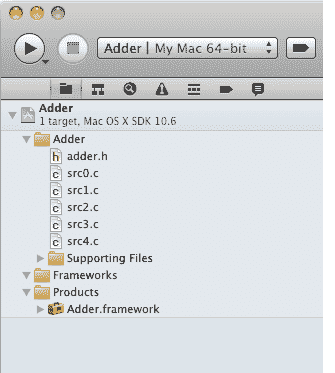 Adder | My Mac 64-bit
Adder
1 target, Mac OS X SDK 10.6
Adder
h adder.h
c src0.c
c src1.c
c src2.c
c src3.c
c src4.c
Supporting Files
Frameworks
Products
Adder.framework